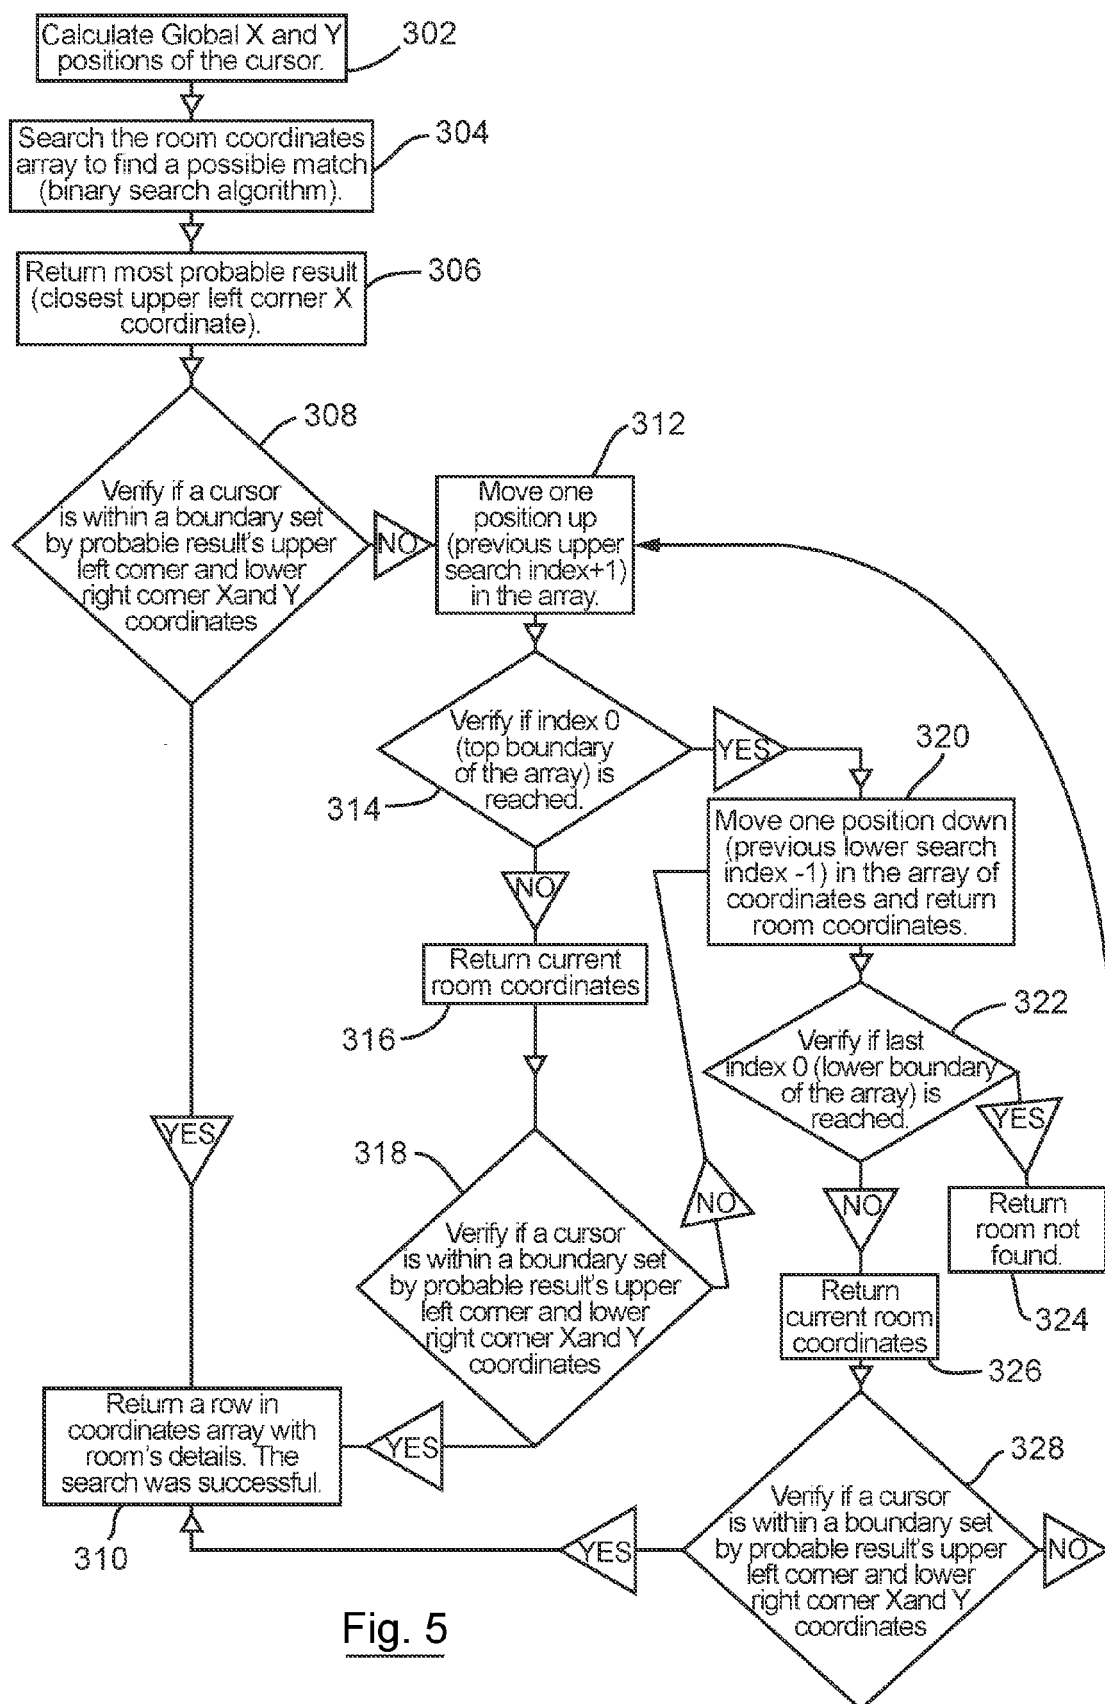 Calculate Global X and Y
positions of the cursor.
302
Search the room coordinates
array to find a possible match
(binary search algorithm).
304
Return most probable result
(closest upper left corner X
coordinate).
306
308
Verify if a cursor
is within a boundary set
by probable result's upper
left corner and lower
right corner Xand Y
coordinates
NO
312
Move one
position up
(previous upper
search index+1)
in the array.
Verify if index 0
(top boundary
of the array) is
reached.
314
YES
320
Move one position down
(previous lower search
index -1) in the array of
coordinates and return
room coordinates.
NO
Return current
room coordinates
316
322
Verify if last
index 0 (lower boundary
of the array) is
reached.
YES
YES
318
NO
NO
Return
room not
found.
324
Verify if a cursor
is within a boundary set
by probable result's upper
left corner and lower
right corner Xand Y
coordinates
Return
current room
coordinates
326
Return a row in
coordinates array with
room's details. The
search was successful.
310
YES
328
Verify if a cursor
is within a boundary set
by probable result's upper
left corner and lower
right corner Xand Y
coordinates
YES
NO
Fig. 5